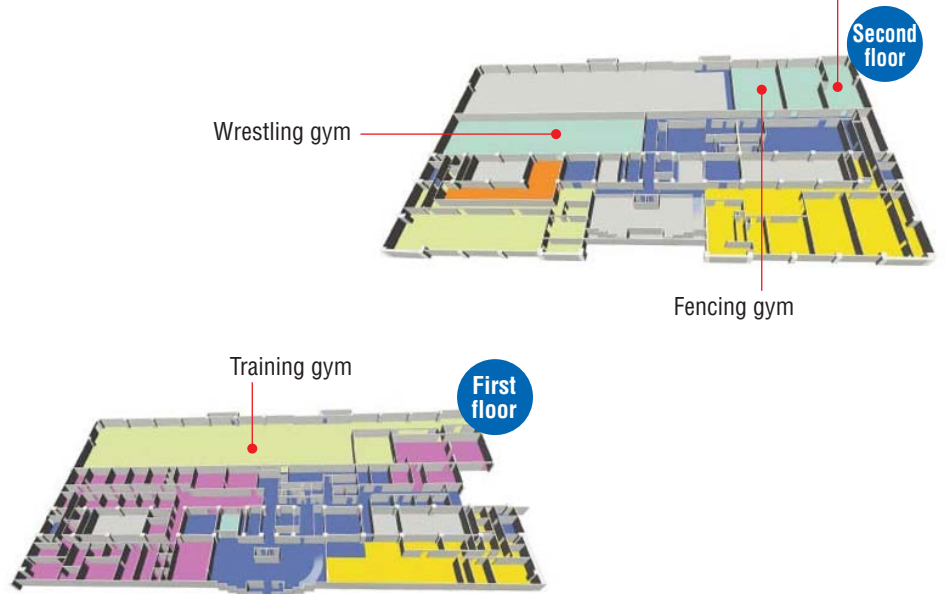 Second
floor
Wrestling gym
Fencing gym
Training gym
First
floor